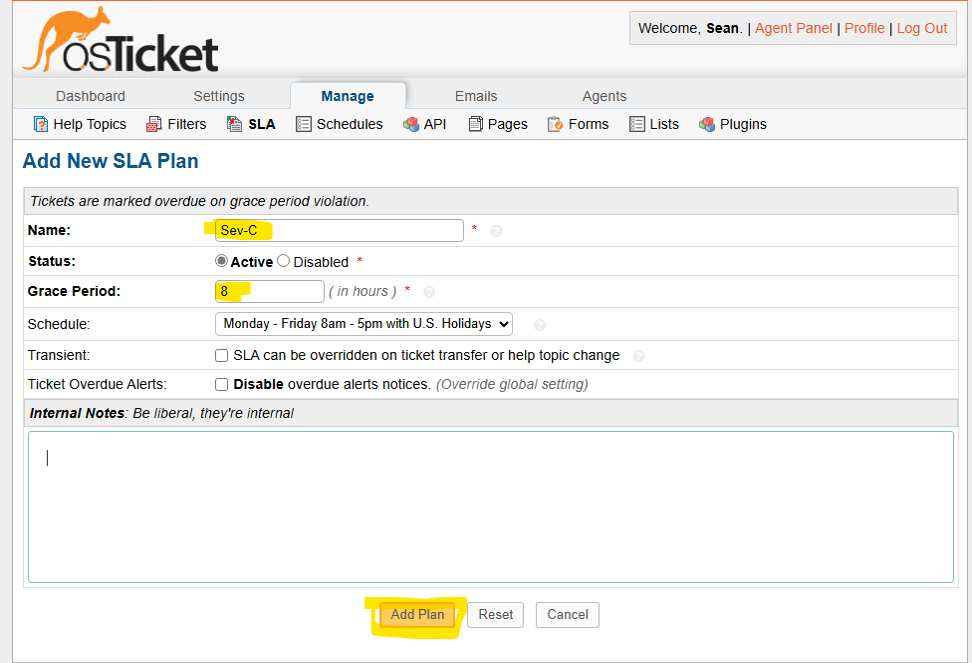 osTicket
Welcome, Sean. | Agent Panel | Profile | Log Out
Dashboard Settings Manage Emails Agents
Help Topics Filters SLA Schedules API Pages Forms Lists Plugins
Add New SLA Plan
Tickets are marked overdue on grace period violation.
Name: Sev-C * ?
Status: Active Disabled *
Grace Period: 8 ( in hours ) * ?
Schedule: Monday - Friday 8am - 5pm with U.S. Holidays ?
Transient: SLA can be overridden on ticket transfer or help topic change ?
Ticket Overdue Alerts: Disable overdue alerts notices. (Override global setting)
Internal Notes: Be liberal, they're internal
Add Plan Reset Cancel